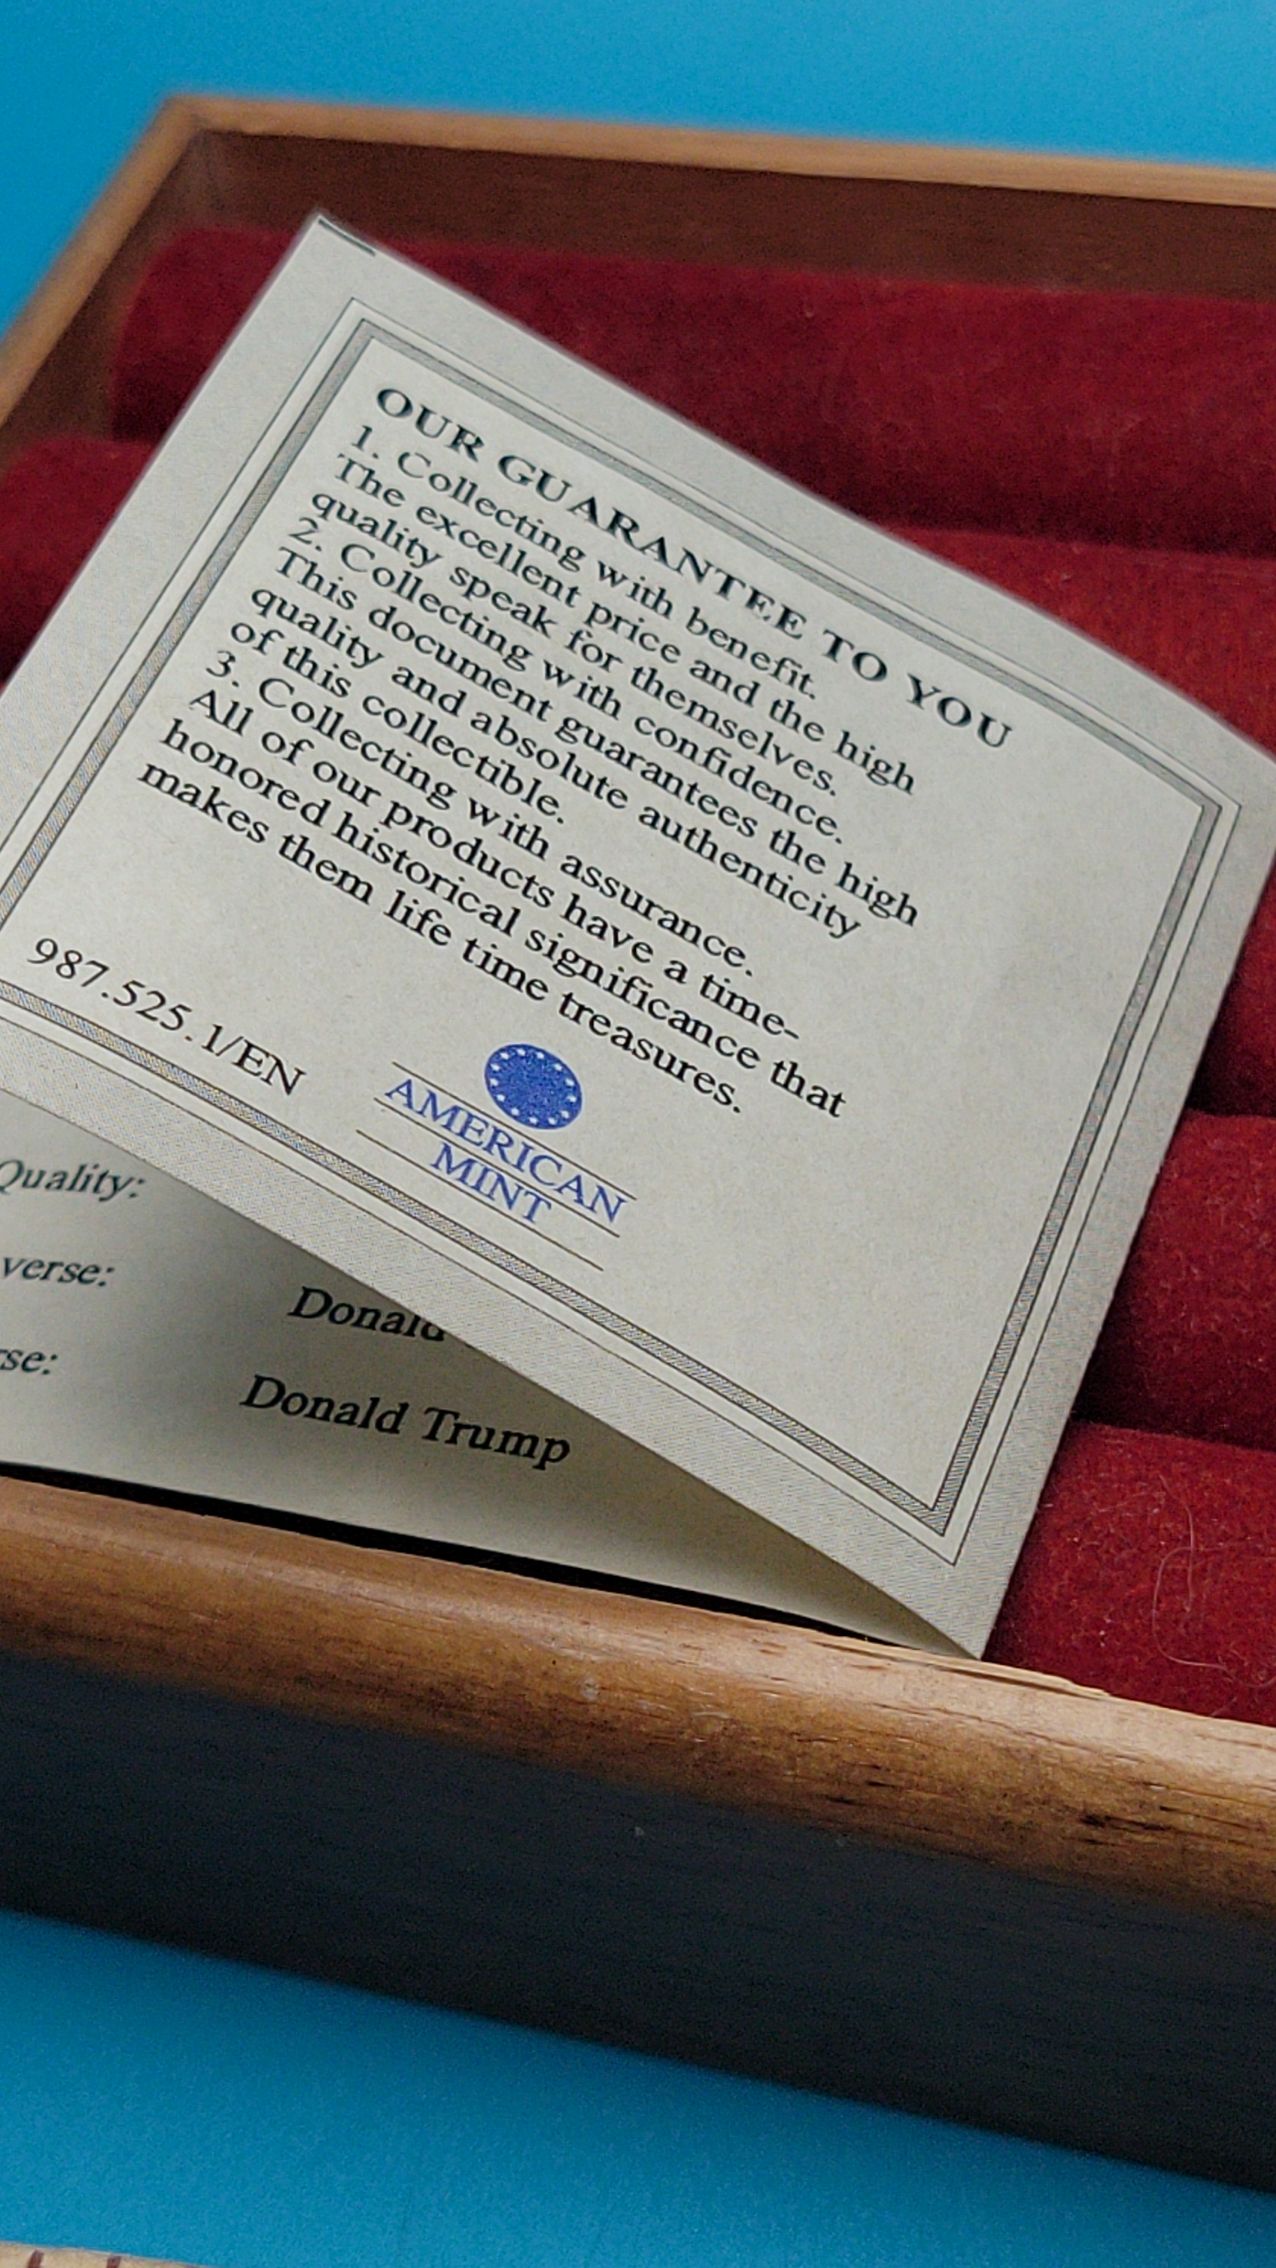 OUR GUARANTEE TO YOU
1. Collecting with benefit.
The excellent price and the high
quality speak for themselves.
2. Collecting with confidence.
This document guarantees the high
quality and absolute authenticity
of this collectible.
3. Collecting with assurance.
All of our products have a time-
honored historical significance that
makes them life time treasures.
987.525.1/EN
AMERICAN
MINT
Quality:
verse:
Donald
rse:
Donald Trump